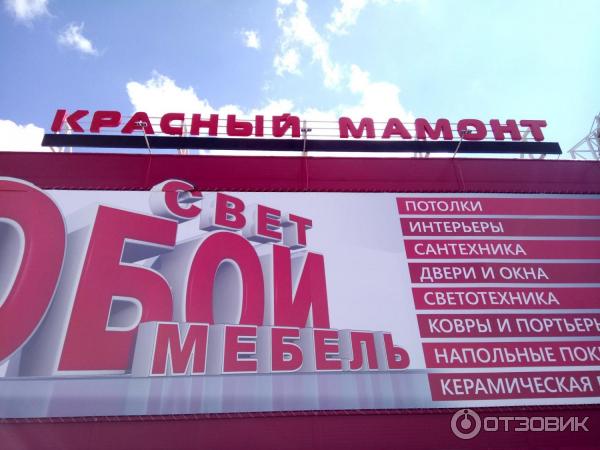 КРАСНЫЙ МАМОНТ
СВЕТ
ОБОИ
МЕБЕЛЬ
ПОТОЛКИ
ИНТЕРЬЕРЫ
САНТЕХНИКА
ДВЕРИ И ОКНА
СВЕТОТЕХНИКА
КОВРЫ И ПОРТЬЕРЫ
НАПОЛЬНЫЕ ПОК
КЕРАМИЧЕСКАЯ
ОТЗОВИК